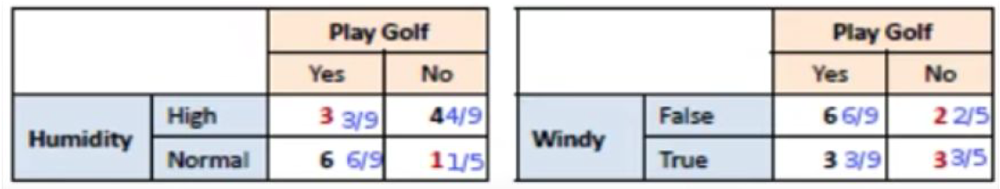 Play Golf
Yes No
Humidity High 3 3/9 4 4/9
Normal 6 6/9 1 1/5
Play Golf
Yes No
Windy False 6 6/9 2 2/5
True 3 3/9 3 3/5